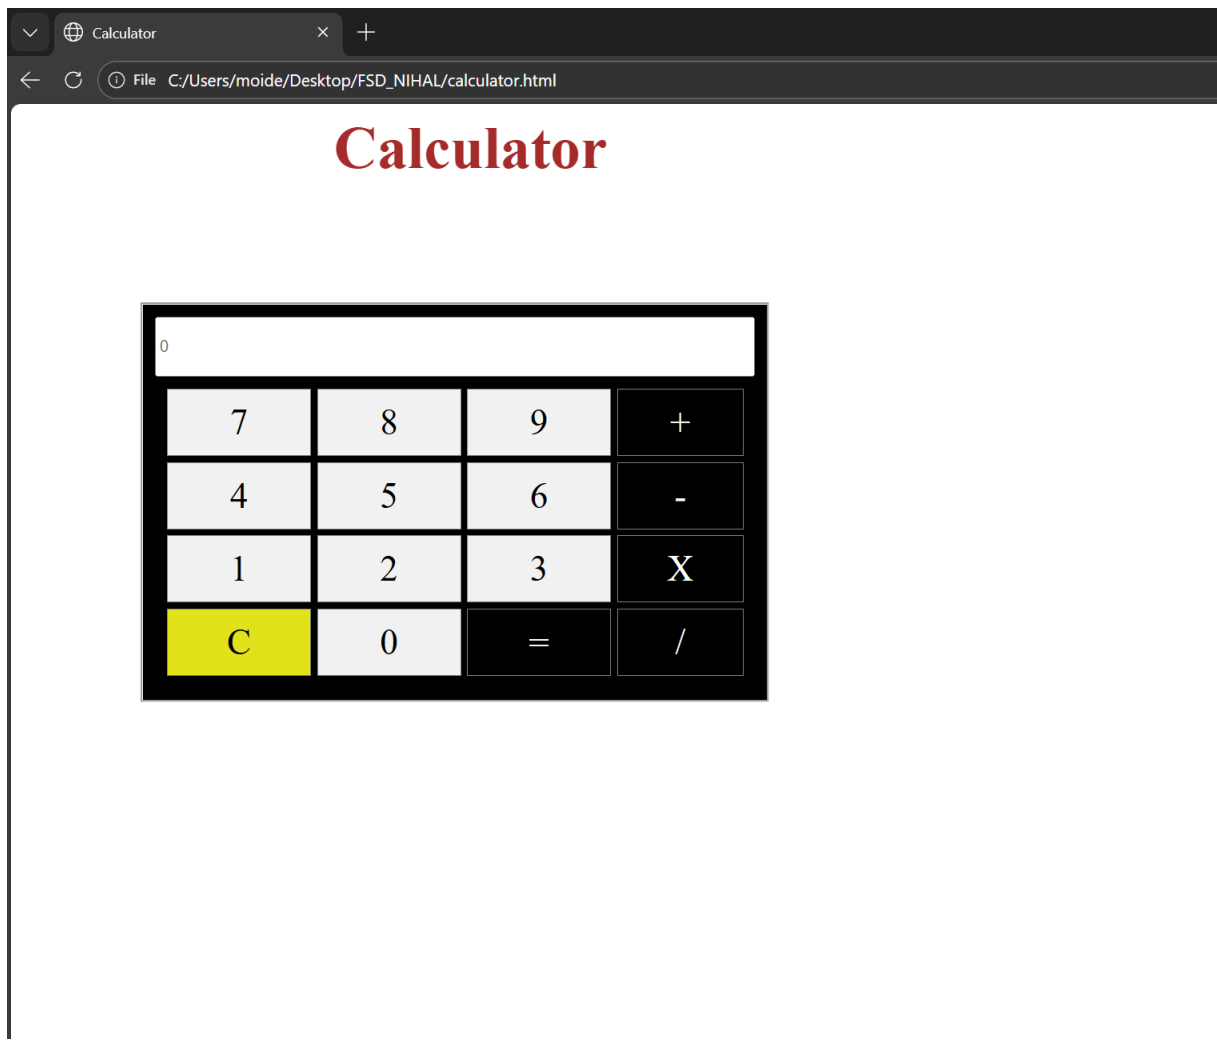 Calculator
File C:/Users/moide/Desktop/FSD_NIHAL/calculator.html
Calculator
0
7 8 9 +
4 5 6 -
1 2 3 X
C 0 = /